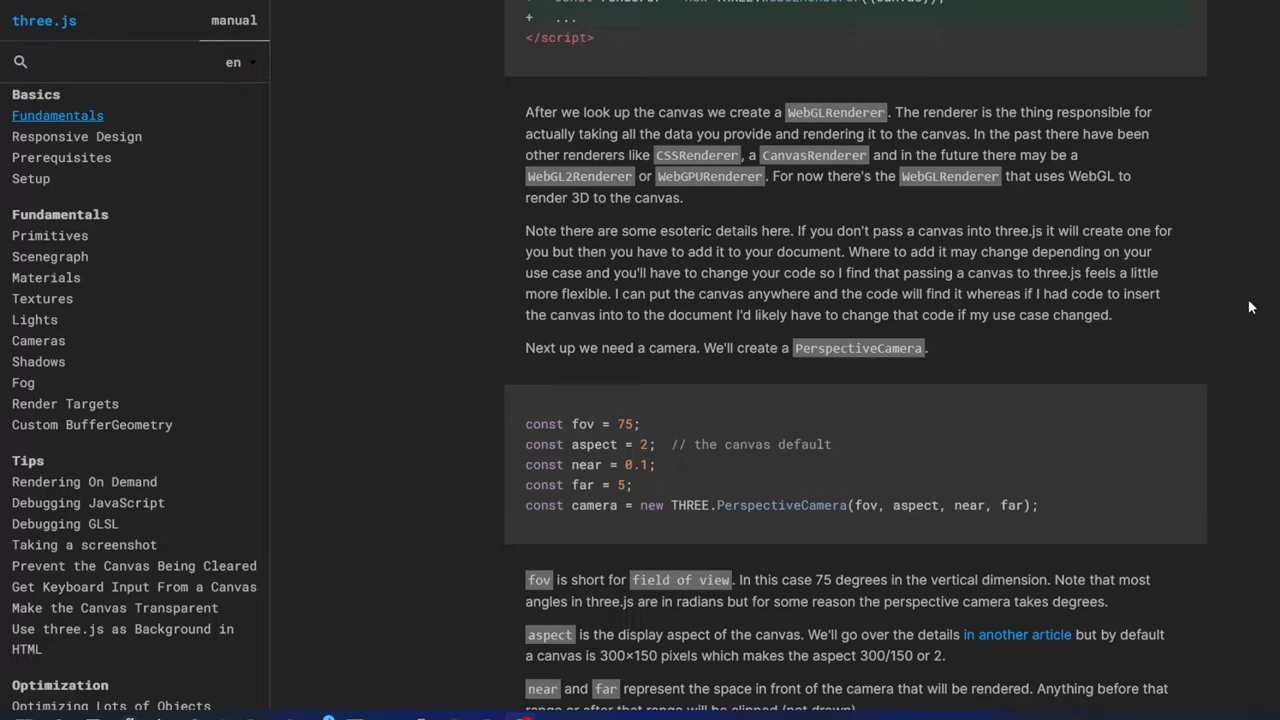 three.js
manual
en
Basics
Fundamentals
Responsive Design
Prerequisites
Setup
Fundamentals
Primitives
Scenegraph
Materials
Textures
Lights
Cameras
Shadows
Fog
Render Targets
Custom BufferGeometry
Tips
Rendering On Demand
Debugging JavaScript
Debugging GLSL
Taking a screenshot
Prevent the Canvas Being Cleared
Get Keyboard Input From a Canvas
Make the Canvas Transparent
Use three.js as Background in
HTML
Optimization
Optimizing Lots of Objects
+ ...
</script>
After we look up the canvas we create a WebGLRenderer. The renderer is the thing responsible for
actually taking all the data you provide and rendering it to the canvas. In the past there have been
other renderers like CSSRenderer, a CanvasRenderer and in the future there may be a
WebGL2Renderer or WebGPURenderer. For now there's the WebGLRenderer that uses WebGL to
render 3D to the canvas.
Note there are some esoteric details here. If you don't pass a canvas into three.js it will create one for
you but then you have to add it to your document. Where to add it may change depending on your
use case and you'll have to change your code so I find that passing a canvas to three.js feels a little
more flexible. I can put the canvas anywhere and the code will find it whereas if I had code to insert
the canvas into to the document I'd likely have to change that code if my use case changed.
Next up we need a camera. We'll create a PerspectiveCamera.
const fov = 75;
const aspect = 2;  // the canvas default
const near = 0.1;
const far = 5;
const camera = new THREE.PerspectiveCamera(fov, aspect, near, far);
fov is short for field of view. In this case 75 degrees in the vertical dimension. Note that most
angles in three.js are in radians but for some reason the perspective camera takes degrees.
aspect is the display aspect of the canvas. We'll go over the details in another article but by default
a canvas is 300×150 pixels which makes the aspect 300/150 or 2.
near and far represent the space in front of the camera that will be rendered. Anything before that
range or after that range will be clipped (not drawn).